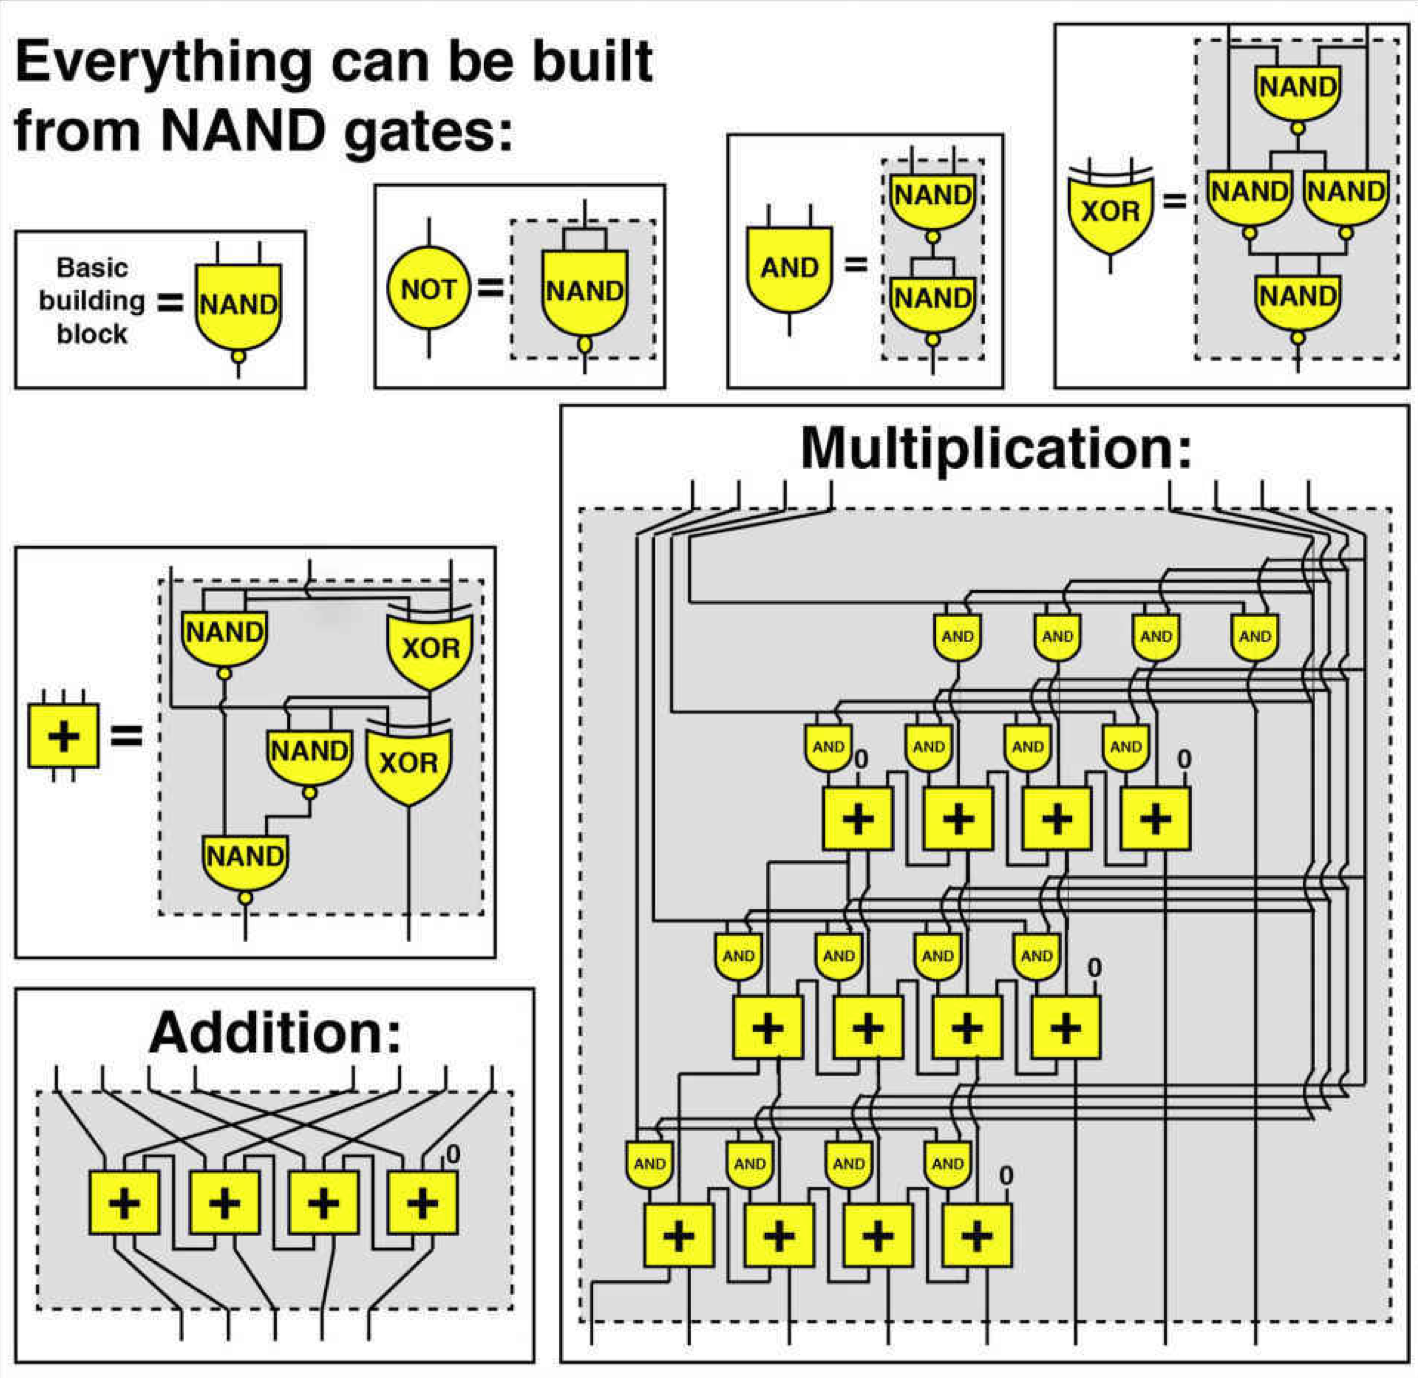 Everything can be built
from NAND gates:
Basic
building
block
=
NAND
NOT
=
NAND
AND
=
NAND
NAND
XOR
=
NAND
NAND NAND
NAND
+
=
NAND
XOR
NAND
XOR
NAND
Addition:
0
+ + + +
Multiplication:
AND AND AND AND
AND AND AND AND
0 0
+ + + +
AND AND AND AND
0
+ + + +
AND AND AND AND
0
+ + + +